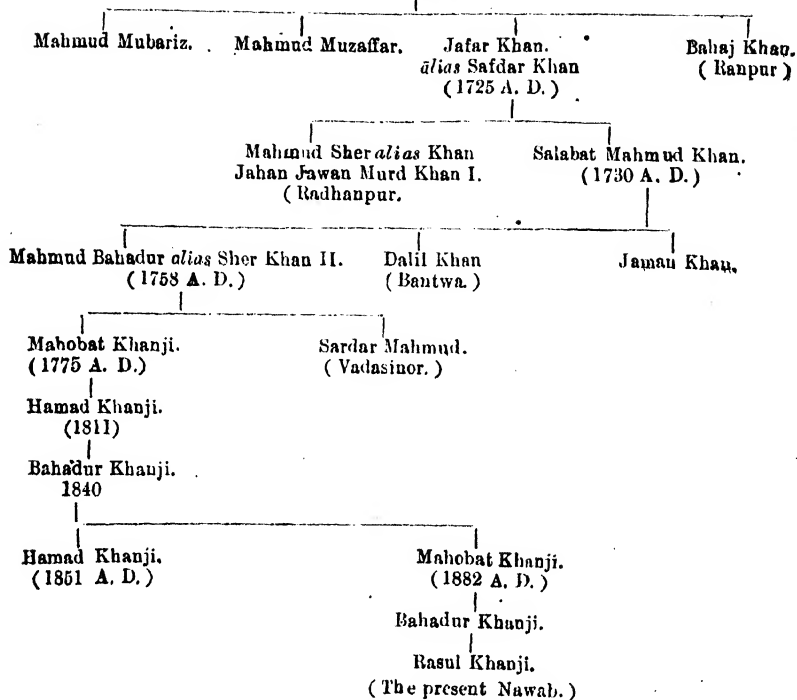 Mahmud Mubariz. Mahmud Muzaffar. Jafar Khan. Bahaj Khan.
alias Safdar Khan (Ranpur)
(1725 A. D.)
Mahmud Sher alias Khan Salabat Mahmud Khan.
Jahan Jawan Murd Khan I. (1730 A. D.)
(Radhanpur.
Mahmud Bahadur alias Sher Khan II. Dalil Khan Jaman Khan.
(1758 A. D.) (Bantwa.)
Mahobat Khanji. Sardar Mahmud.
(1775 A. D.) (Vadasinor.)
Hamad Khanji.
(1811)
Bahadur Khanji.
1840
Hamad Khanji. Mahobat Khanji.
(1851 A. D.) (1882 A. D.)
Bahadur Khanji.
Rasul Khanji.
(The present Nawab.)